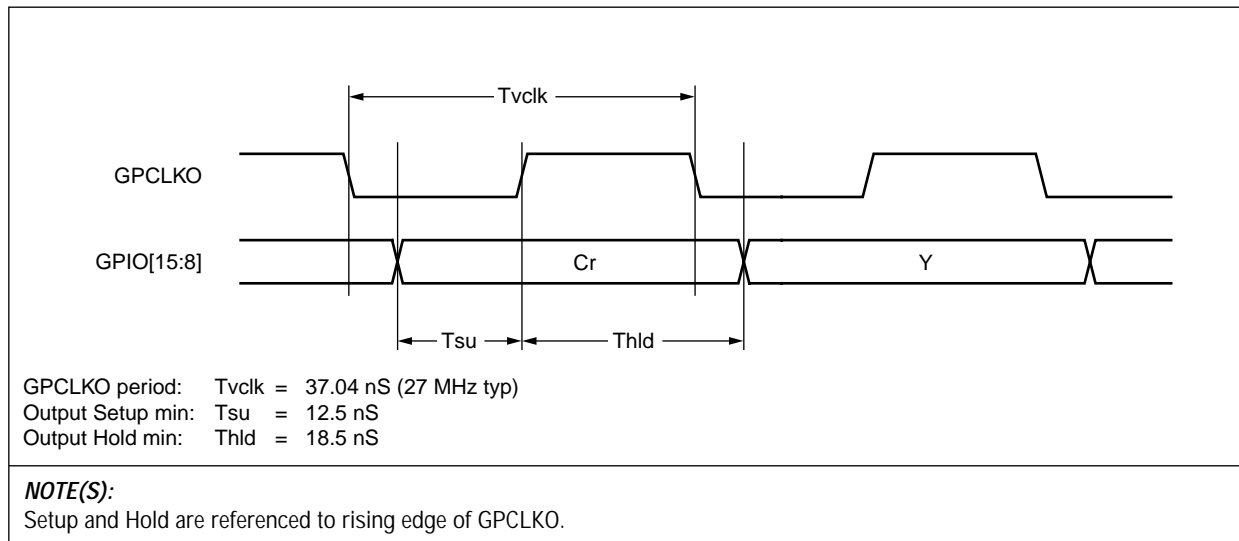 Tvclk
GPCLKO
GPIO[15:8]
Cr
Y
Tsu
Thld
GPCLKO period: Tvclk = 37.04 nS (27 MHz typ)
Output Setup min: Tsu = 12.5 nS
Output Hold min: Thld = 18.5 nS
NOTE(S):
Setup and Hold are referenced to rising edge of GPCLKO.